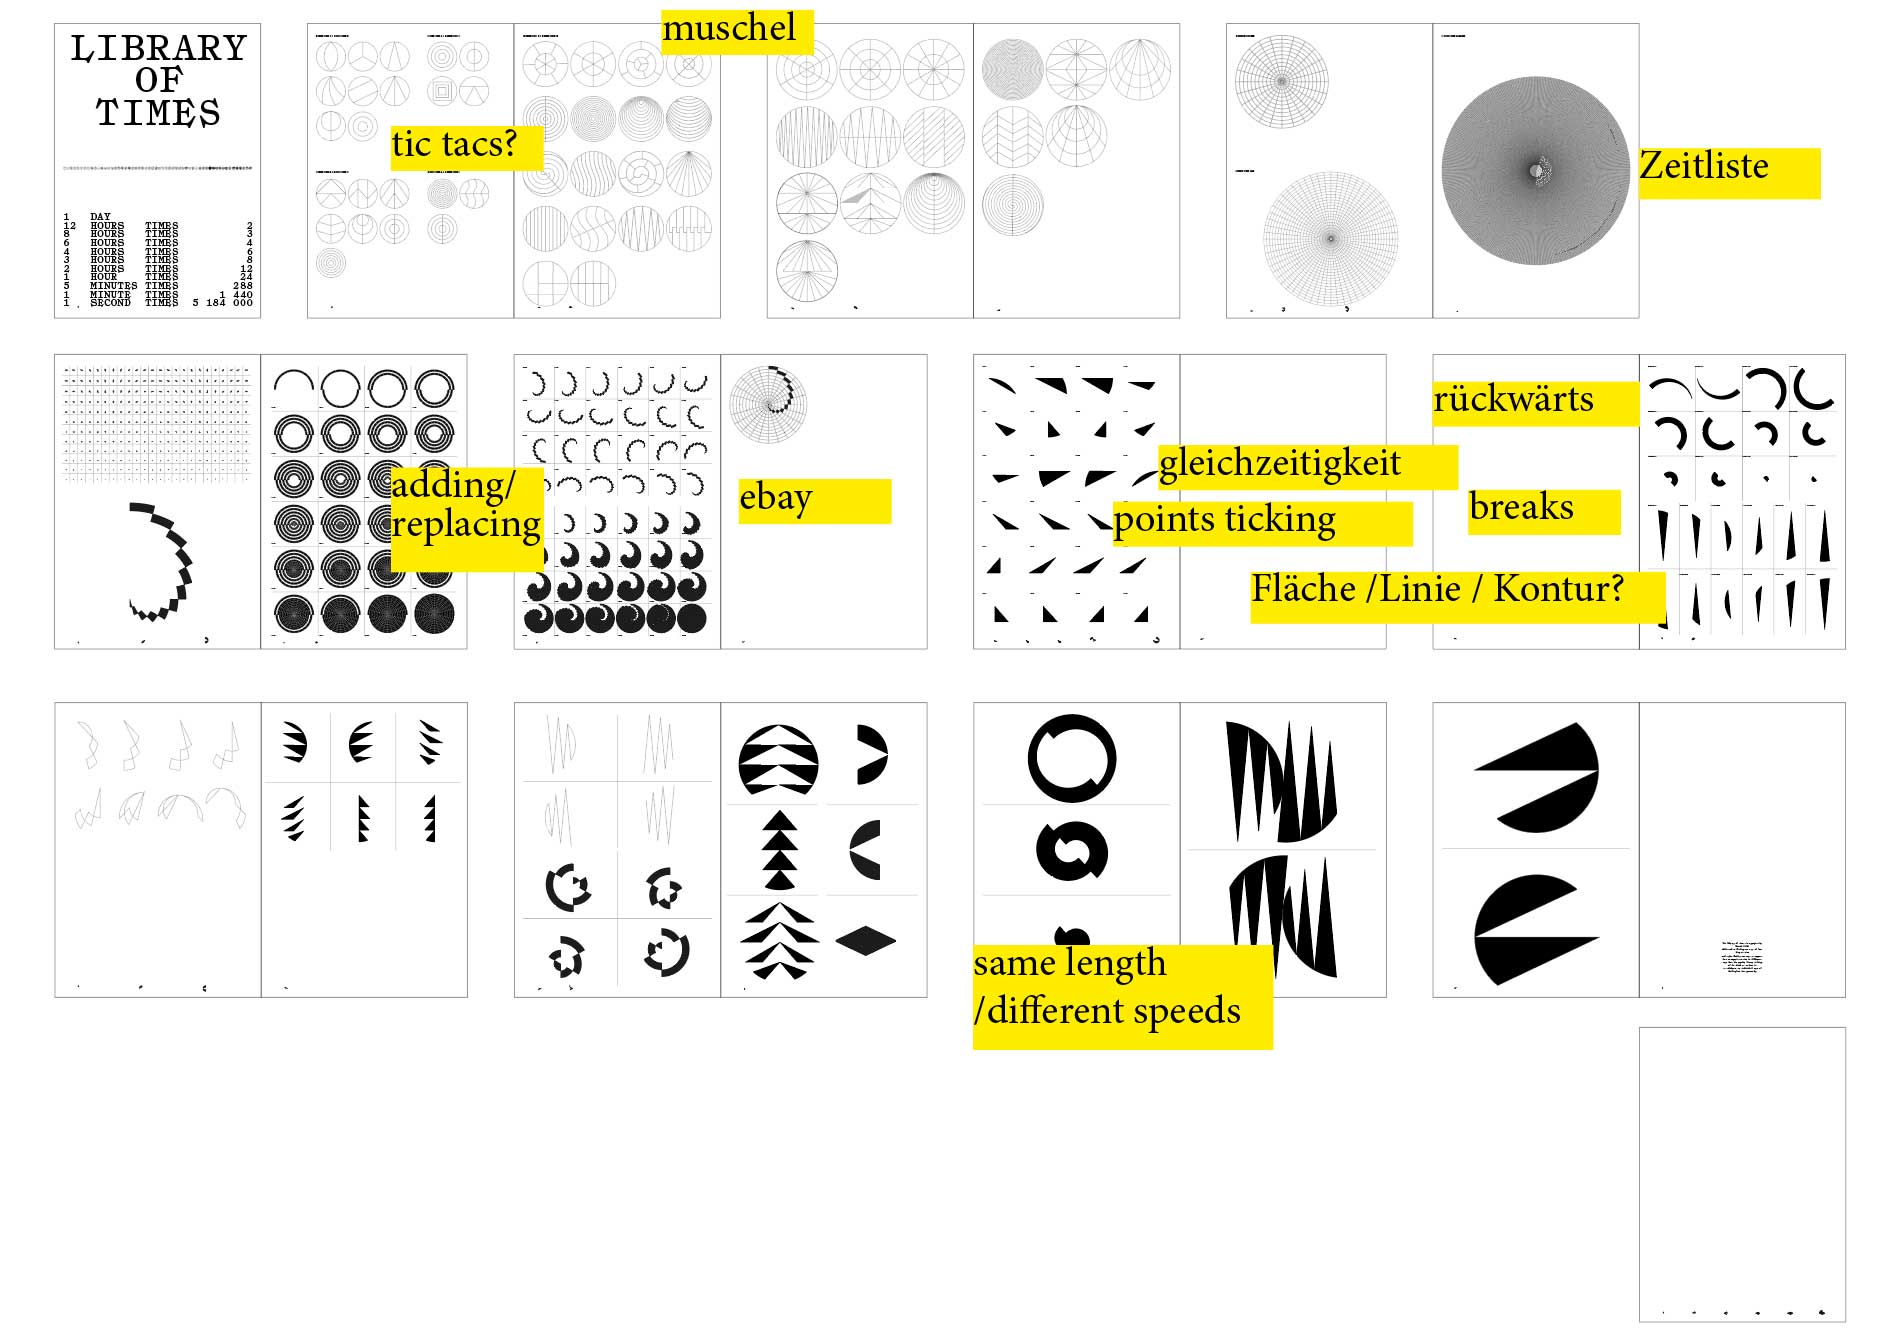 LIBRARY
OF
TIMES
1 DAY
12 HOURS TIMES 2
8 HOURS TIMES 3
6 HOURS TIMES 4
4 HOURS TIMES 6
3 HOURS TIMES 8
2 HOURS TIMES 12
1 HOUR TIMES 24
5 MINUTES TIMES 288
1 MINUTE TIMES 1 440
1 SECOND TIMES 5 184 000
muschel
tic tacs?
Zeitliste
adding/
replacing
ebay
gleichzeitigkeit
points ticking
rückwärts
breaks
Fläche /Linie / Kontur?
same length
/different speeds